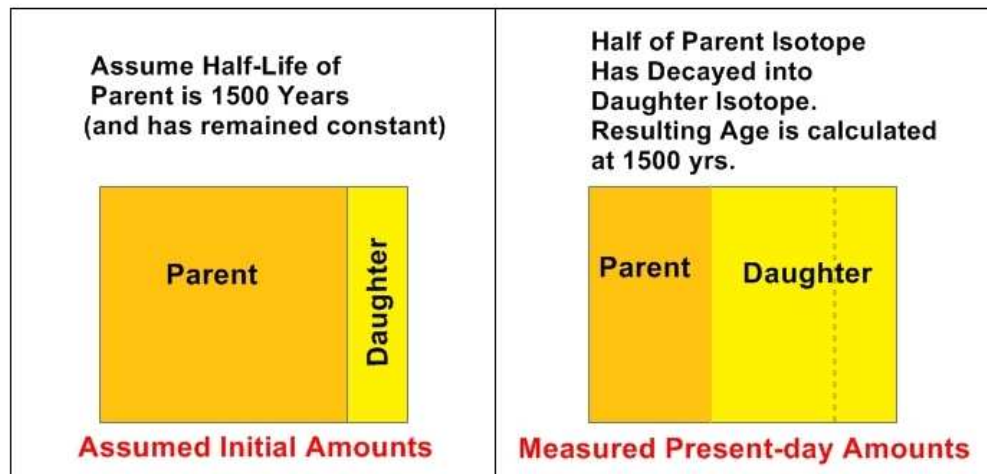 Assume Half-Life of
Parent is 1500 Years
(and has remained constant)
Parent
Daughter
Assumed Initial Amounts
Half of Parent Isotope
Has Decayed into
Daughter Isotope.
Resulting Age is calculated
at 1500 yrs.
Parent
Daughter
Measured Present-day Amounts